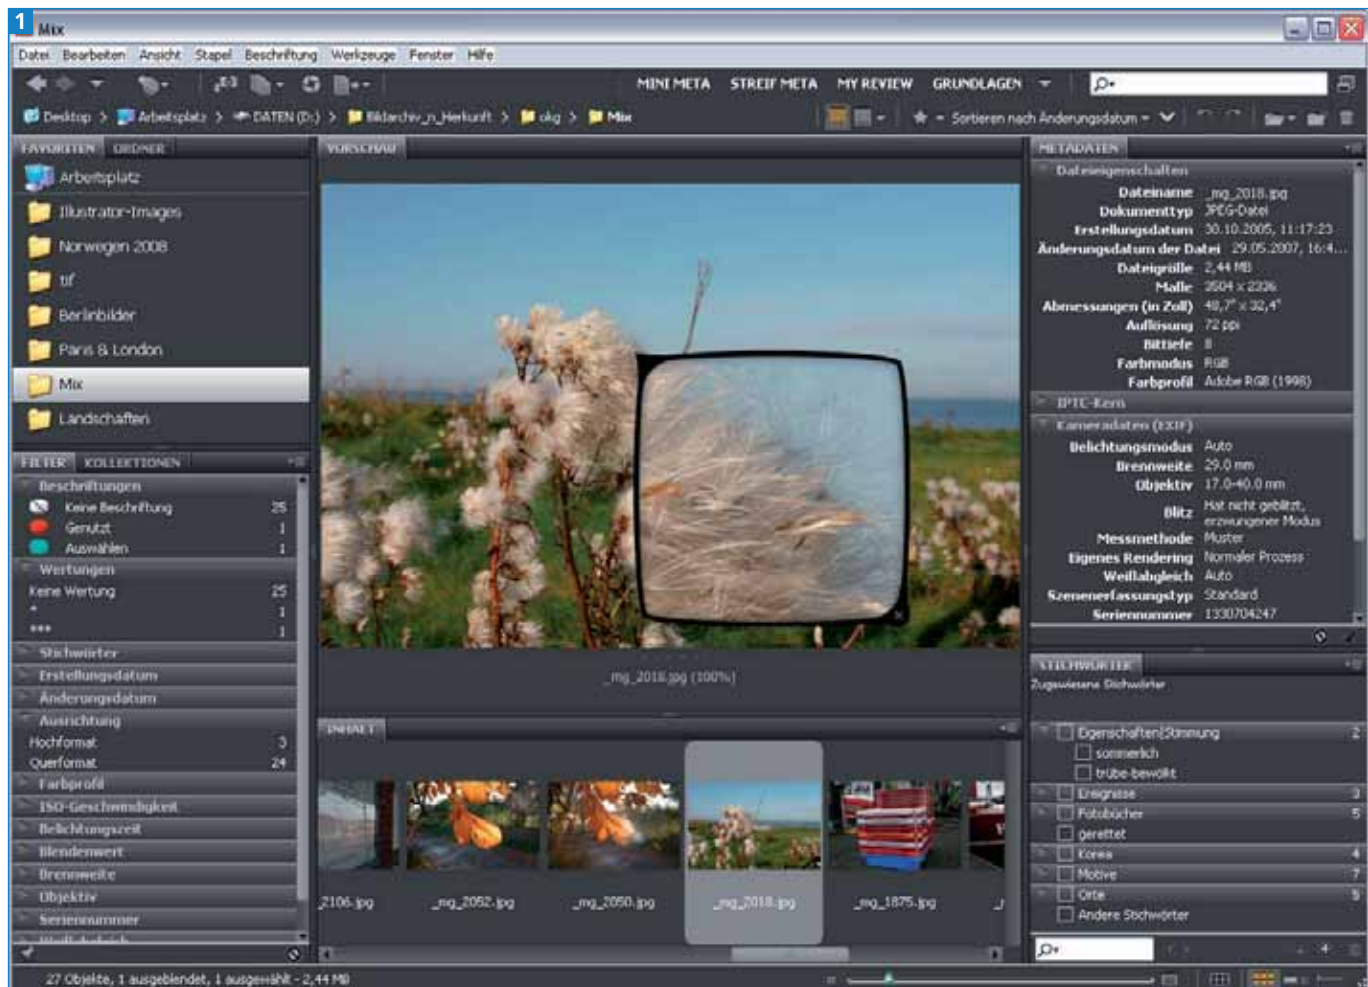 1
Mix
Datei Bearbeiten Ansicht Stapel Beschriftung Werkzeuge Fenster Hilfe
MINI META STREIF META MY REVIEW GRUNDLAGEN
Desktop > Arbeitsplatz > DATEN (D:) > Bildarchiv_n_Herkunft > okg > Mix
Sortieren nach Änderungsdatum
FAVORITEN ORDNER
Arbeitsplatz
Illustrator-Images
Norwegen 2008
tif
Berlinbilder
Paris & London
Mix
Landschaften
FILTER KOLLEKTIONEN
Beschriftungen
Keine Beschriftung 25
Genutzt 1
Auswählen 1
Wertungen
Keine Wertung 25
* 1
*** 1
Stichwörter
Erstellungsdatum
Änderungsdatum
Ausrichtung
Hochformat 3
Querformat 24
Farbprofil
ISO-Geschwindigkeit
Belichtungszeit
Blendenwert
Brennweite
Objektiv
Seriennummer
VORSCHAU
_mg_2018.jpg (100%)
INHALT
2106.jpg
_mg_2052.jpg
_mg_2050.jpg
_mg_2018.jpg
_mg_1875.jpg
METADATEN
Dateieigenschaften
Dateiname _mg_2018.jpg
Dokumenttyp JPEG-Datei
Erstellungsdatum 30.10.2005, 11:17:23
Änderungsdatum der Datei 29.05.2007, 16:4...
Dateigröße 2,44 MB
Maße 3504 x 2336
Abmessungen (in Zoll) 48,7" x 32,4"
Auflösung 72 ppi
Bittiefe 8
Farbmodus RGB
Farbprofil Adobe RGB (1998)
IPTC-Kern
Kameradaten (EXIF)
Belichtungsmodus Auto
Brennweite 29.0 mm
Objektiv 17.0-40.0 mm
Blitz Hat nicht geblitzt,
erzwungener Modus
Messmethode Muster
Eigenes Rendering Normaler Prozess
Weißabgleich Auto
Szenenerfassungstyp Standard
Seriennummer 1330704247
STICHWÖRTER
Zugewiesene Stichwörter
Eigenschaften|Stimmung 2
sommerlich
trübe-bewölkt
Ereignisse 3
Fotobücher 5
gerettet
Korea 4
Motive 7
Orte
Andere Stichwörter
27 Objekte, 1 ausgeblendet, 1 ausgewählt - 2,44 MB